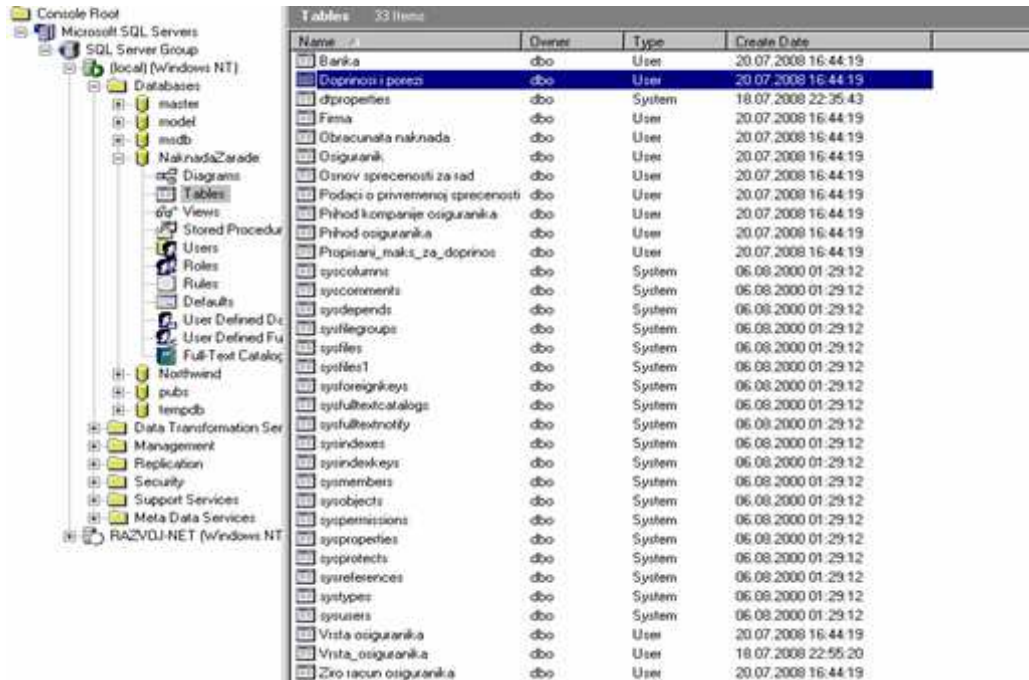 Console Root
Microsoft SQL Servers
SQL Server Group
(local) (Windows NT)
Databases
master
model
msdb
NaknadaZarade
Diagrams
Tables
Views
Stored Procedur
Users
Roles
Rules
Defaults
User Defined Da
User Defined Fu
Full-Text Catalog
Northwind
pubs
tempdb
Data Transformation Ser
Management
Replication
Security
Support Services
Meta Data Services
RAZVOJ-NET (Windows NT
Tables 33 Items
Name Owner Type Create Date
Banka dbo User 20.07.2008 16:44:19
Doprinosi i porezi dbo User 20.07.2008 16:44:19
dtproperties dbo System 18.07.2008 22:35:43
Firma dbo User 20.07.2008 16:44:19
Obracunata naknada dbo User 20.07.2008 16:44:19
Osiguranik dbo User 20.07.2008 16:44:19
Osnov sprecenosti za rad dbo User 20.07.2008 16:44:19
Podaci o privremenoj sprecenosti dbo User 20.07.2008 16:44:19
Prihod kompanije osiguranika dbo User 20.07.2008 16:44:19
Prihod osiguranika dbo User 20.07.2008 16:44:19
Propisani_maks_za_doprinos dbo User 20.07.2008 16:44:19
syscolumns dbo System 06.08.2000 01:29:12
syscomments dbo System 06.08.2000 01:29:12
sysdepends dbo System 06.08.2000 01:29:12
sysfilegroups dbo System 06.08.2000 01:29:12
sysfiles dbo System 06.08.2000 01:29:12
sysfiles1 dbo System 06.08.2000 01:29:12
sysforeignkeys dbo System 06.08.2000 01:29:12
sysfulltextcatalogs dbo System 06.08.2000 01:29:12
sysfulltextnotify dbo System 06.08.2000 01:29:12
sysindexes dbo System 06.08.2000 01:29:12
sysindexkeys dbo System 06.08.2000 01:29:12
sysmembers dbo System 06.08.2000 01:29:12
sysobjects dbo System 06.08.2000 01:29:12
syspermissions dbo System 06.08.2000 01:29:12
sysproperties dbo System 06.08.2000 01:29:12
sysprotects dbo System 06.08.2000 01:29:12
sysreferences dbo System 06.08.2000 01:29:12
systypes dbo System 06.08.2000 01:29:12
sysusers dbo System 06.08.2000 01:29:12
Vrsta osiguranika dbo User 20.07.2008 16:44:19
Vrsta_osiguranika dbo User 18.07.2008 22:55:20
Ziro racun osiguranika dbo User 20.07.2008 16:44:19